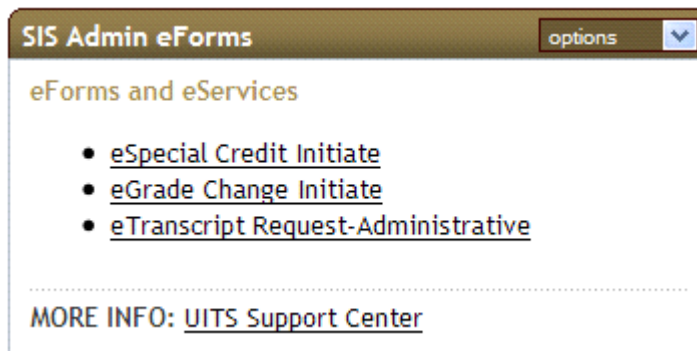 SIS Admin eForms options
eForms and eServices
eSpecial Credit Initiate
eGrade Change Initiate
eTranscript Request-Administrative
MORE INFO: UITS Support Center